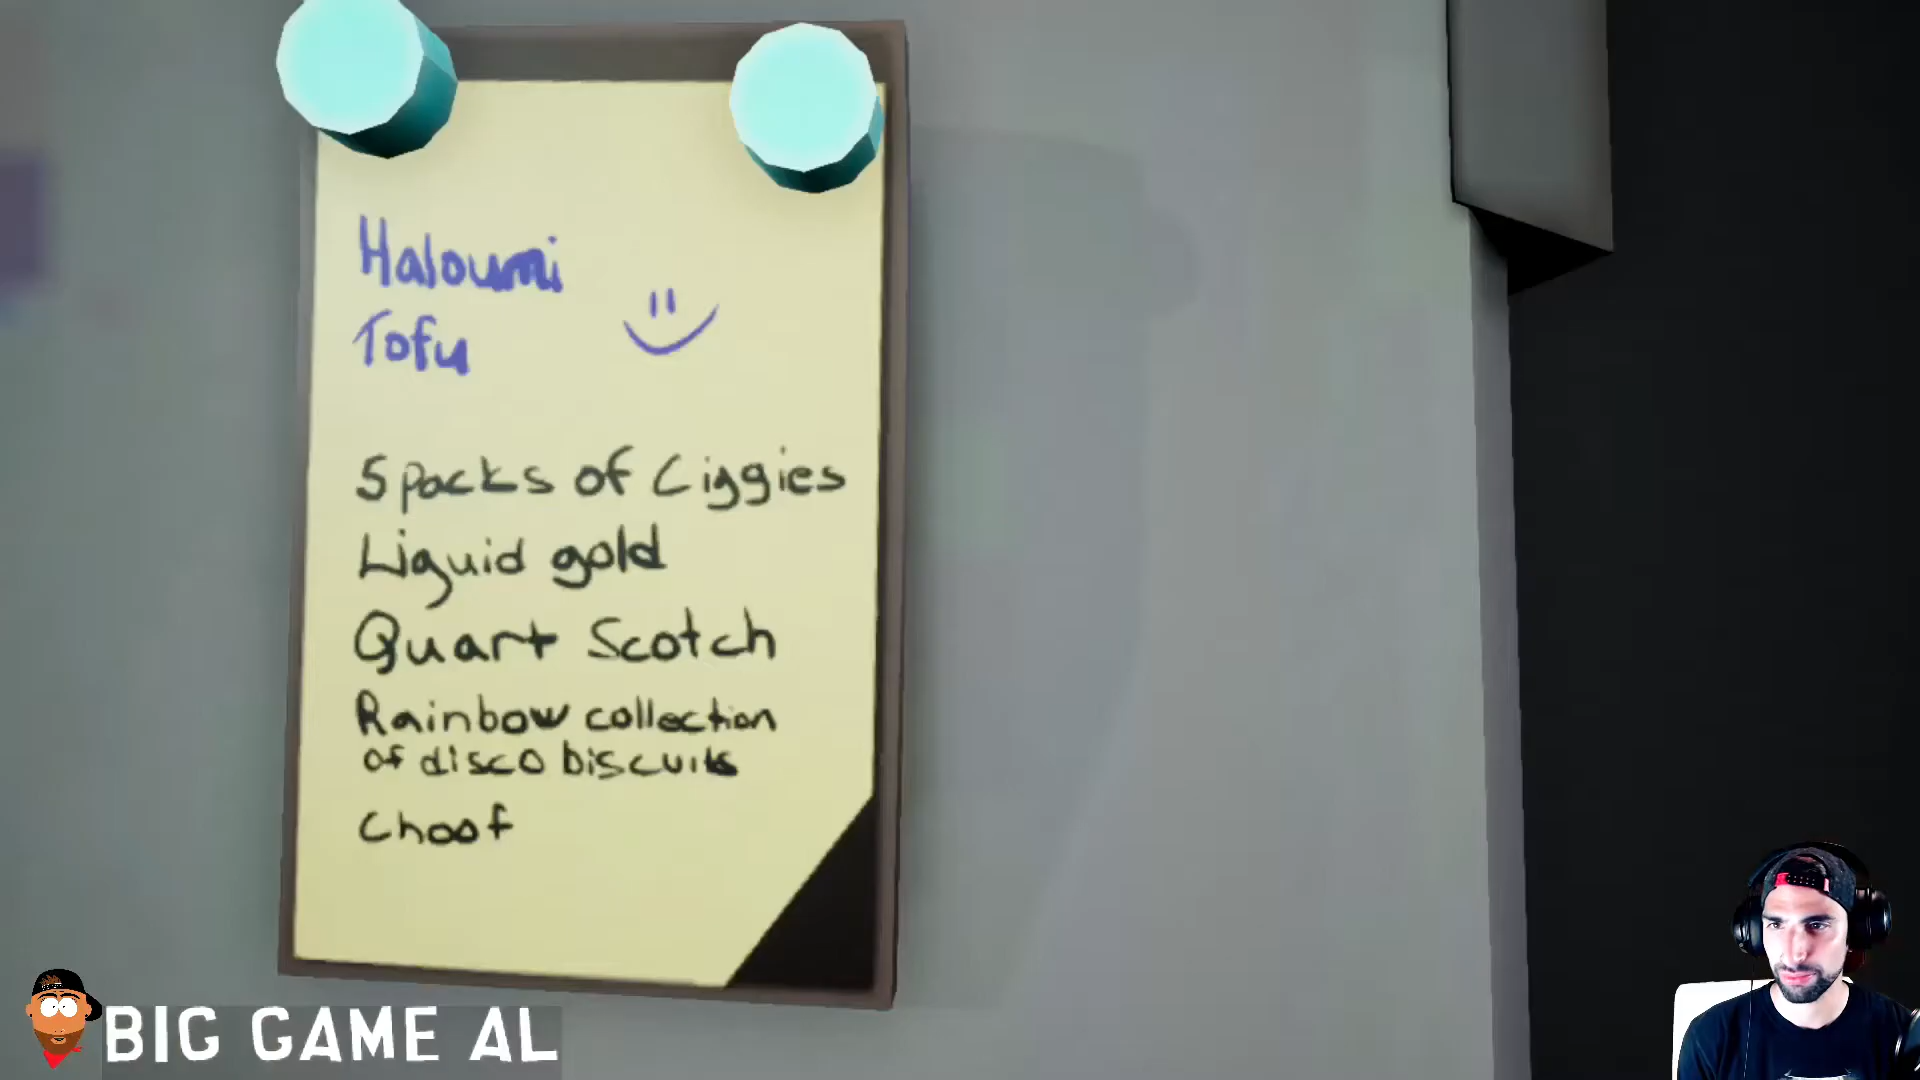 Haloumi
Tofu
5 packs of Ciggies
Liquid gold
Quart Scotch
Rainbow collection
of disco biscuits
Choof
BIG GAME AL